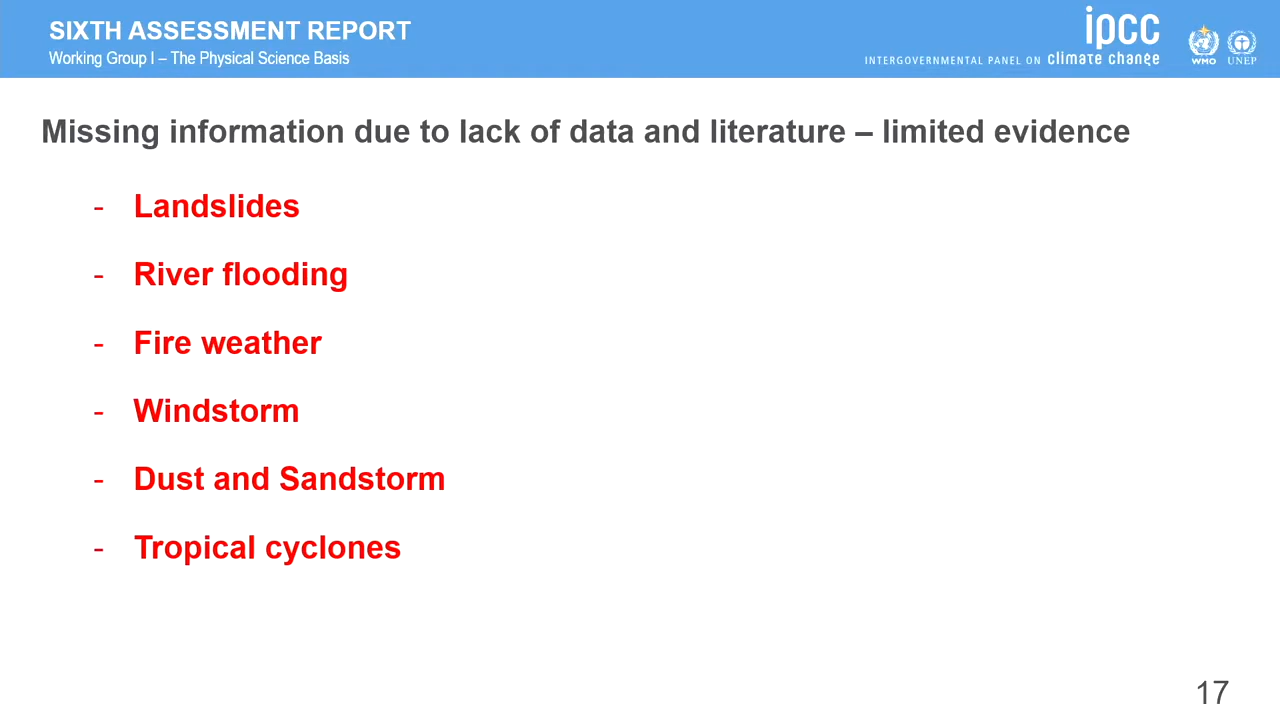 SIXTH ASSESSMENT REPORT
Working Group I – The Physical Science Basis
ipcc
INTERGOVERNMENTAL PANEL ON climate change
WMO
UNEP
Missing information due to lack of data and literature – limited evidence
- Landslides
- River flooding
- Fire weather
- Windstorm
- Dust and Sandstorm
- Tropical cyclones
17